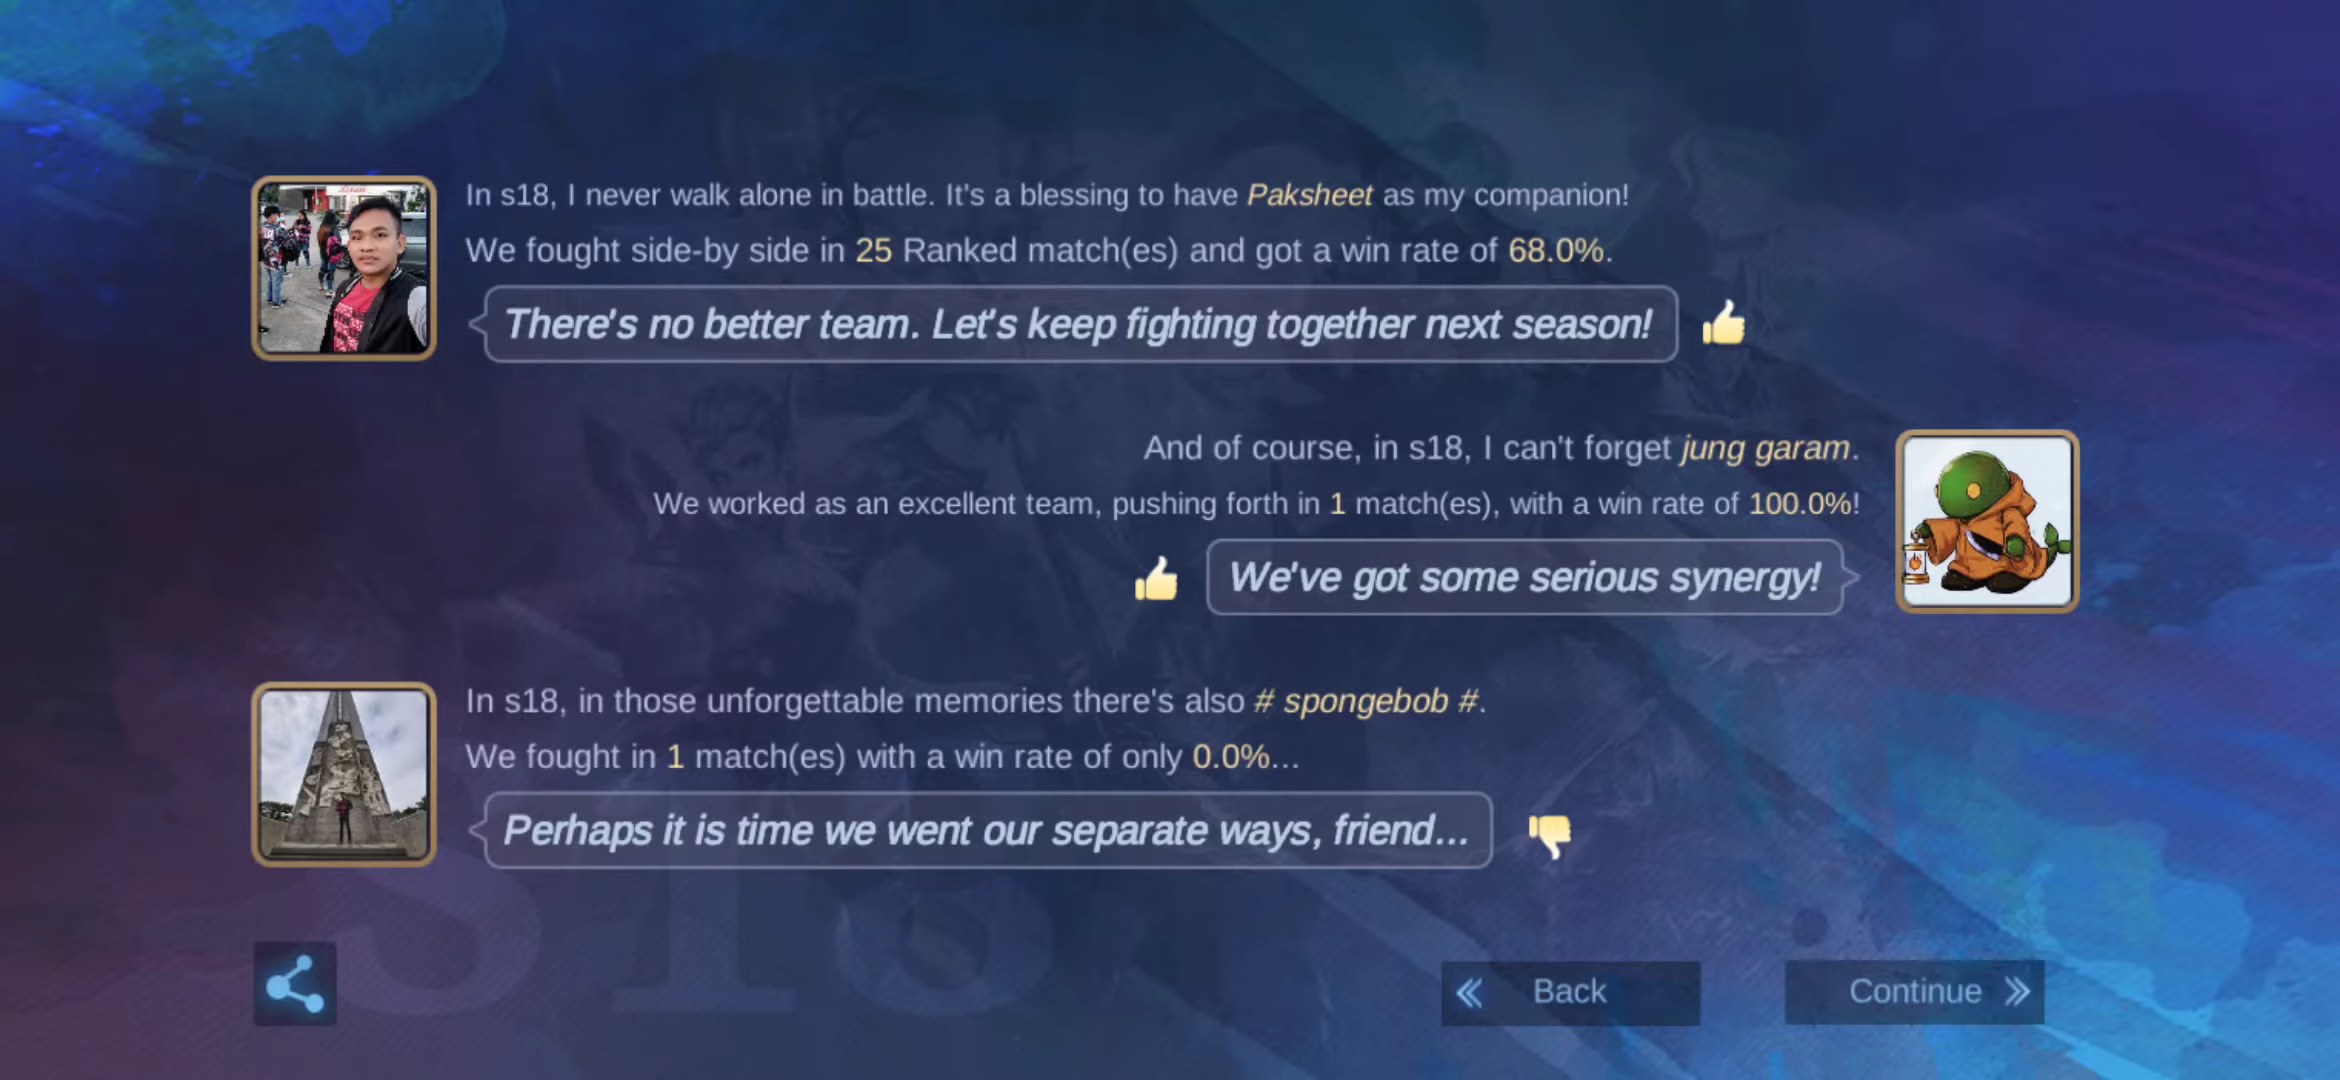 In s18, I never walk alone in battle. It's a blessing to have Paksheet as my companion!
We fought side-by side in 25 Ranked match(es) and got a win rate of 68.0%.
There's no better team. Let's keep fighting together next season!
And of course, in s18, I can't forget jung garam.
We worked as an excellent team, pushing forth in 1 match(es), with a win rate of 100.0%!
We've got some serious synergy!
In s18, in those unforgettable memories there's also # spongebob #.
We fought in 1 match(es) with a win rate of only 0.0%...
Perhaps it is time we went our separate ways, friend...
S18
Back
Continue